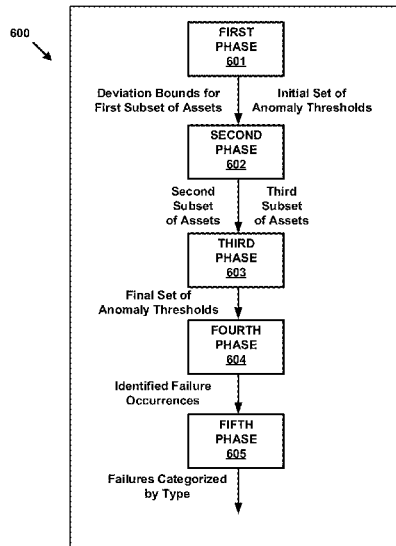 600
FIRST
PHASE
601
Deviation Bounds for
First Subset of Assets
Initial Set of
Anomaly Thresholds
SECOND
PHASE
602
Second
Subset
of Assets
Third
Subset
of Assets
THIRD
PHASE
603
Final Set of
Anomaly Thresholds
FOURTH
PHASE
604
Identified Failure
Occurrences
FIFTH
PHASE
605
Failures Categorized
by Type